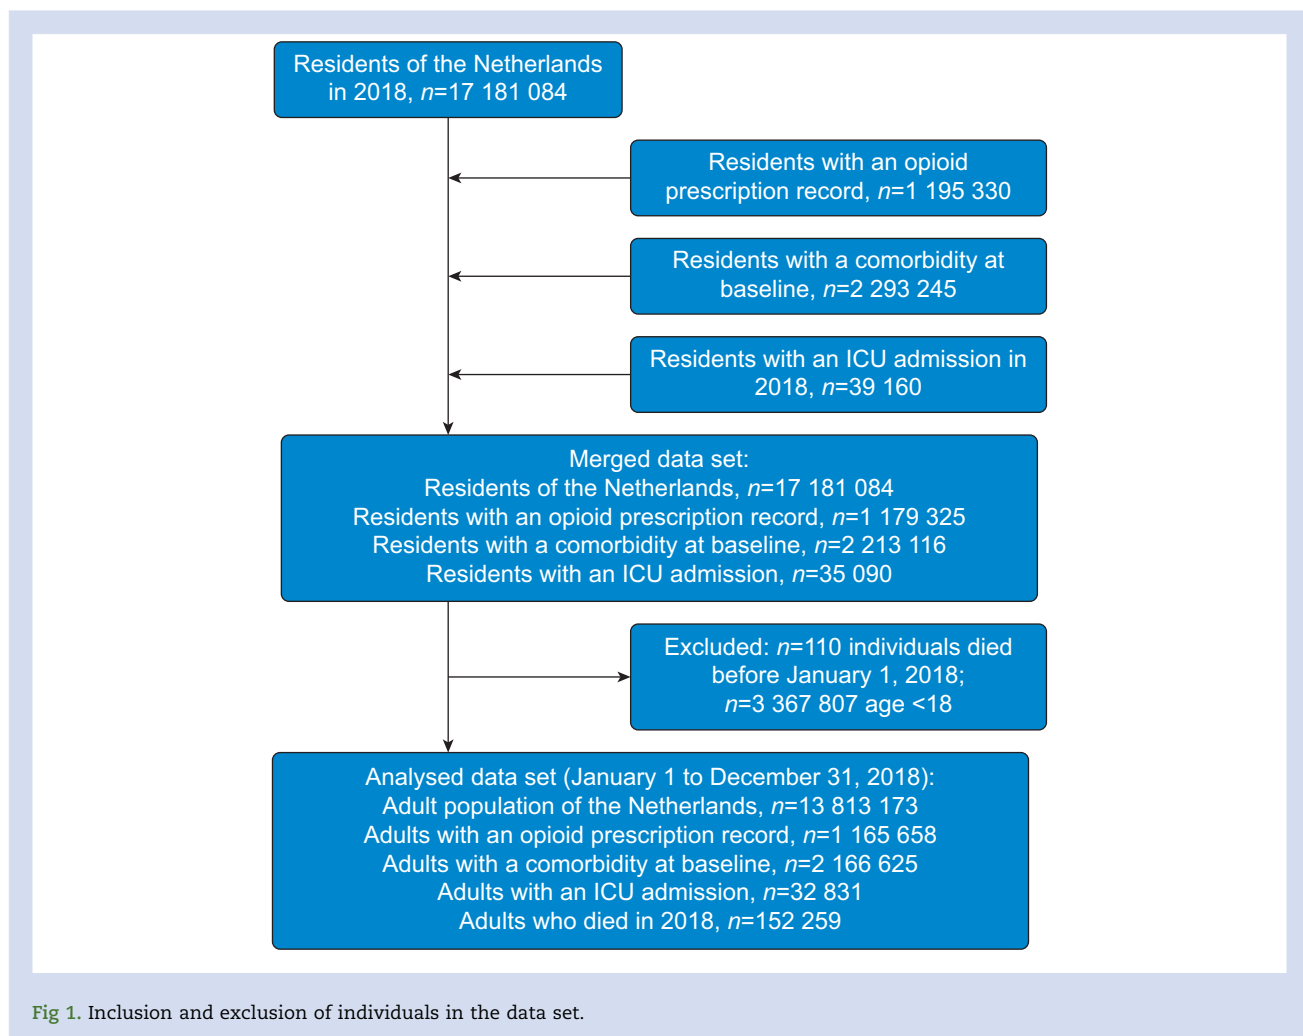 Residents of the Netherlands
in 2018, n=17 181 084
Residents with an opioid
prescription record, n=1 195 330
Residents with a comorbidity at
baseline, n=2 293 245
Residents with an ICU admission in
2018, n=39 160
Merged data set:
Residents of the Netherlands, n=17 181 084
Residents with an opioid prescription record, n=1 179 325
Residents with a comorbidity at baseline, n=2 213 116
Residents with an ICU admission, n=35 090
Excluded: n=110 individuals died
before January 1, 2018;
n=3 367 807 age <18
Analysed data set (January 1 to December 31, 2018):
Adult population of the Netherlands, n=13 813 173
Adults with an opioid prescription record, n=1 165 658
Adults with a comorbidity at baseline, n=2 166 625
Adults with an ICU admission, n=32 831
Adults who died in 2018, n=152 259
Fig 1. Inclusion and exclusion of individuals in the data set.